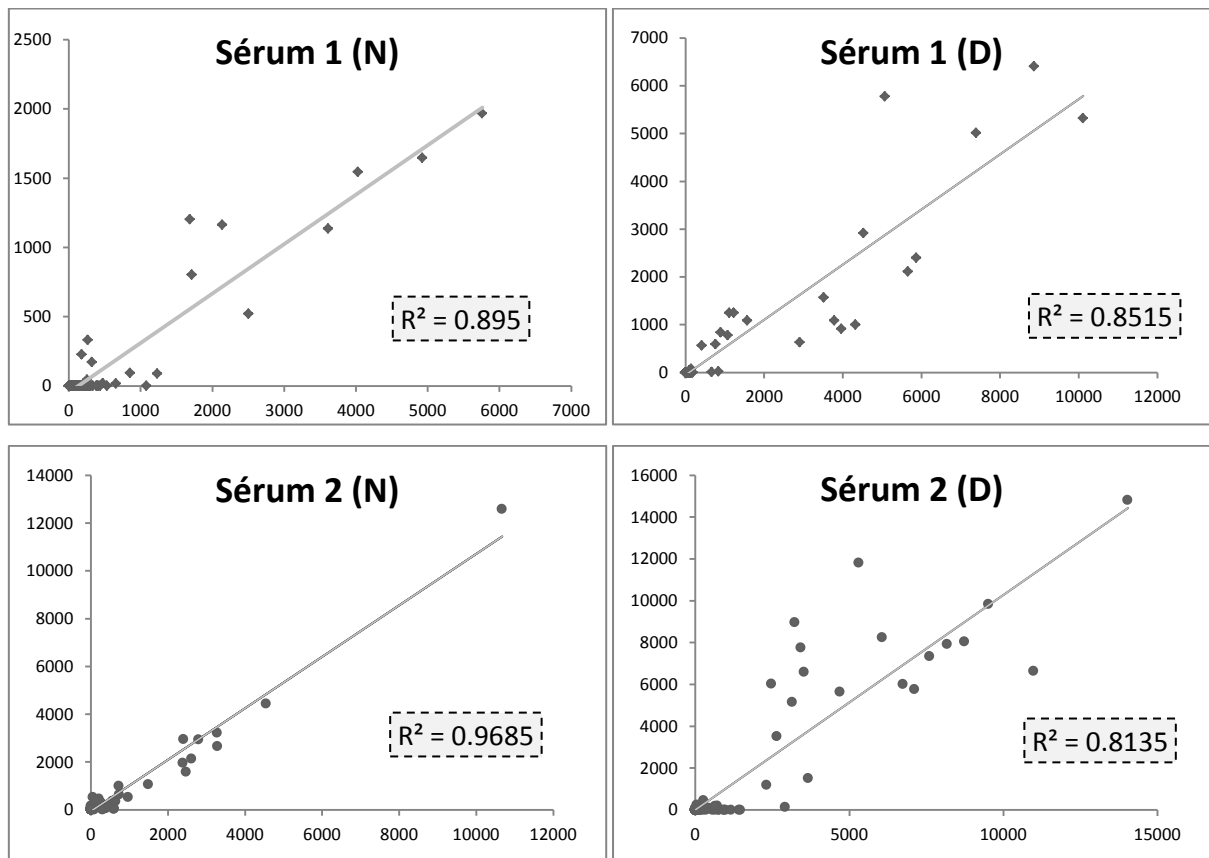 Sérum 1 (N)
2500
2000
1500
1000
500
0
0 1000 2000 3000 4000 5000 6000 7000
R² = 0.895
Sérum 1 (D)
7000
6000
5000
4000
3000
2000
1000
0
0 2000 4000 6000 8000 10000 12000
R² = 0.8515
Sérum 2 (N)
14000
12000
10000
8000
6000
4000
2000
0
0 2000 4000 6000 8000 10000 12000
R² = 0.9685
Sérum 2 (D)
16000
14000
12000
10000
8000
6000
4000
2000
0
0 5000 10000 15000
R² = 0.8135